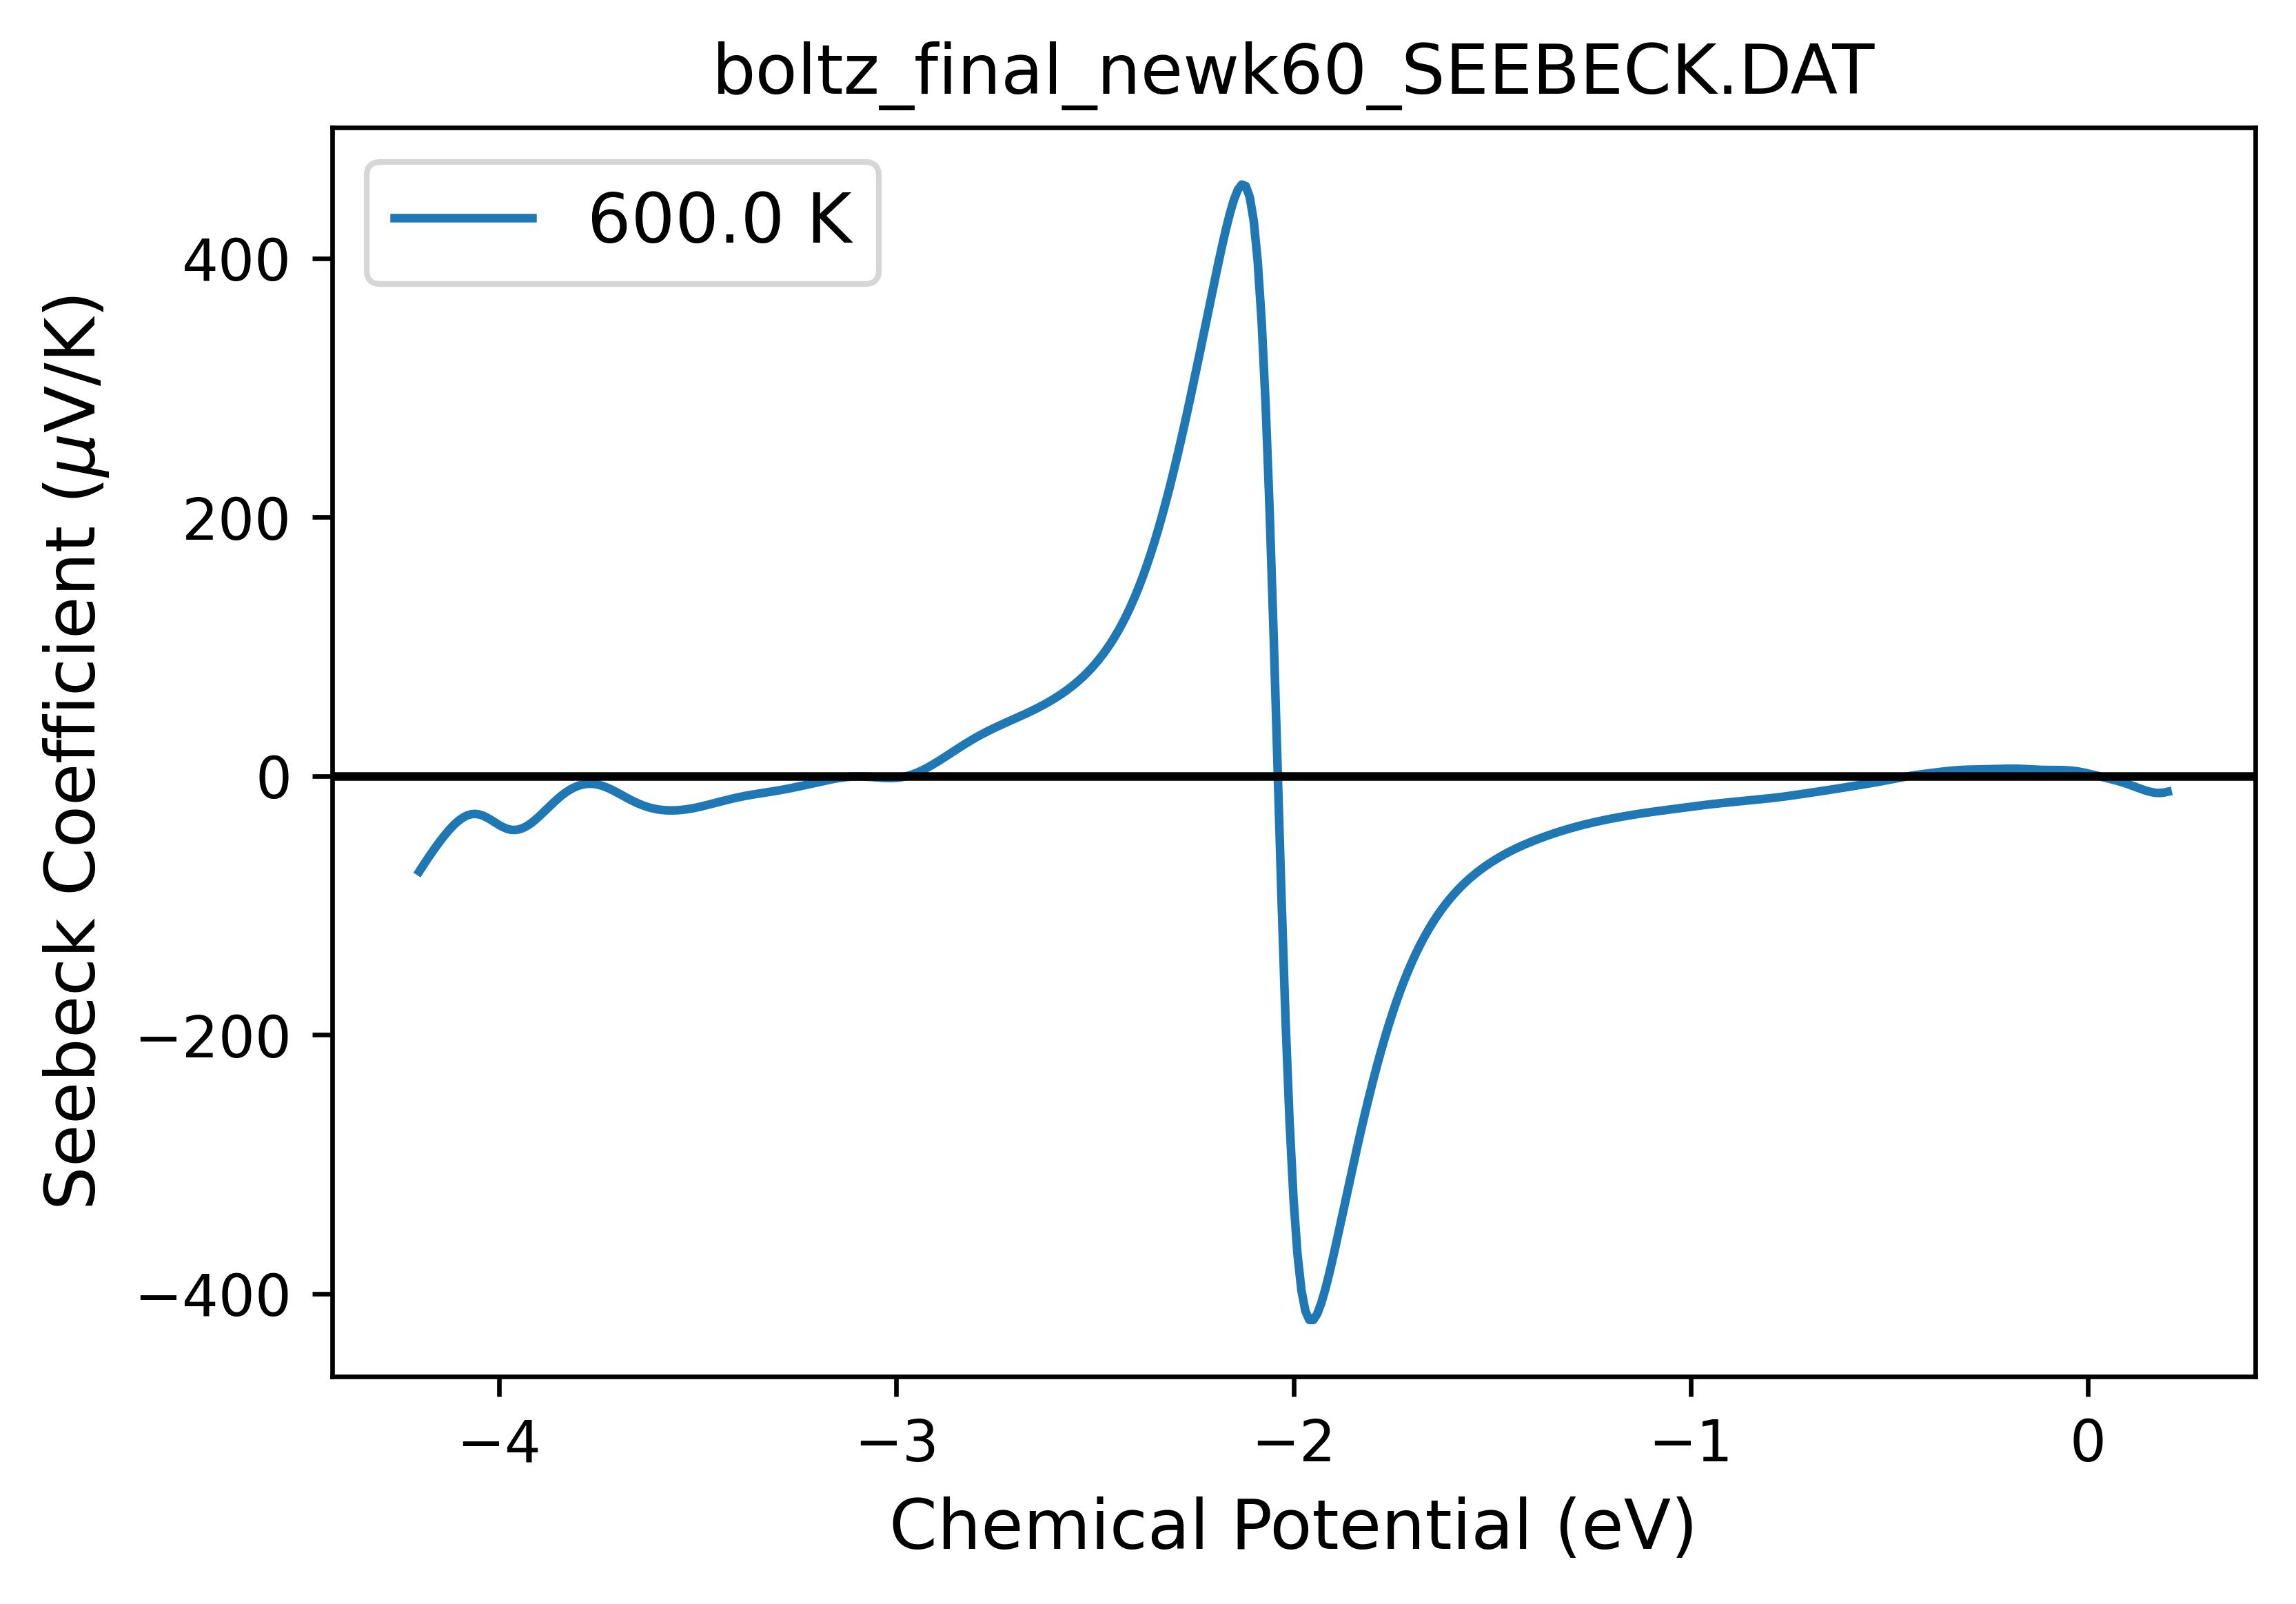 boltz_final_newk60_SEEBECK.DAT
600.0 K
Seebeck Coefficient (μV/K)
400
200
0
−200
−400
−4 −3 −2 −1 0
Chemical Potential (eV)